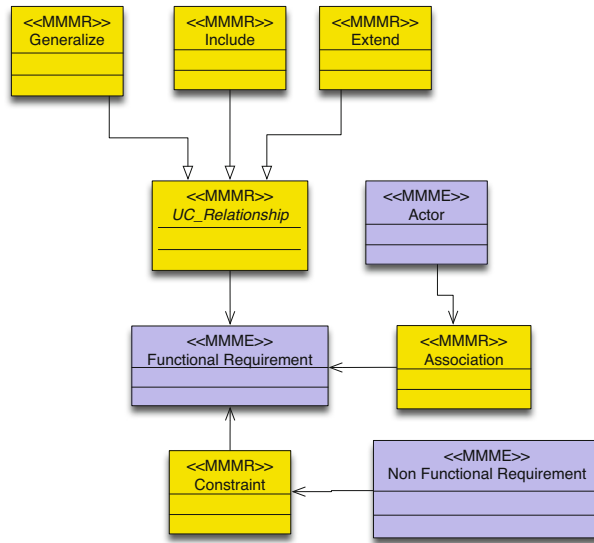 <<MMMR>>
Generalize
<<MMMR>>
Include
<<MMMR>>
Extend
<<MMMR>>
UC_Relationship
<<MMME>>
Actor
<<MMME>>
Functional Requirement
<<MMMR>>
Association
<<MMMR>>
Constraint
<<MMME>>
Non Functional Requirement